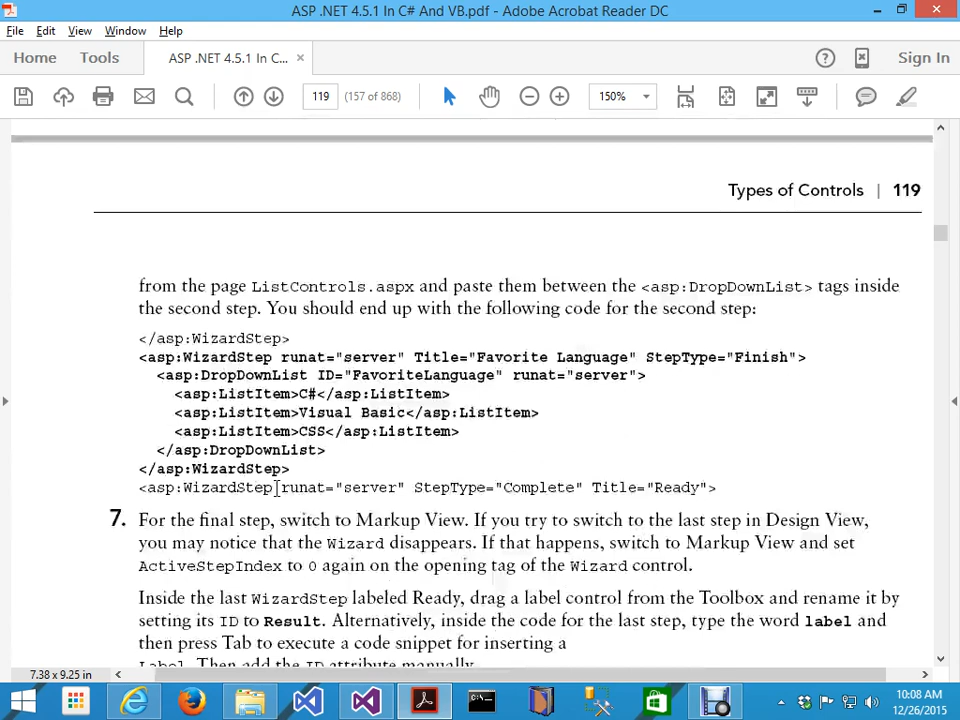 ASP .NET 4.5.1 In C# And VB.pdf - Adobe Acrobat Reader DC
File Edit View Window Help
Home Tools ASP .NET 4.5.1 In C... × Sign In
119 (157 of 868) 150%
Types of Controls | 119
from the page ListControls.aspx and paste them between the <asp:DropDownList> tags inside
the second step. You should end up with the following code for the second step:
</asp:WizardStep>
<asp:WizardStep runat="server" Title="Favorite Language" StepType="Finish">
<asp:DropDownList ID="FavoriteLanguage" runat="server">
<asp:ListItem>C#</asp:ListItem>
<asp:ListItem>Visual Basic</asp:ListItem>
<asp:ListItem>CSS</asp:ListItem>
</asp:DropDownList>
</asp:WizardStep>
<asp:WizardStep runat="server" StepType="Complete" Title="Ready">
7. For the final step, switch to Markup View. If you try to switch to the last step in Design View,
you may notice that the Wizard disappears. If that happens, switch to Markup View and set
ActiveStepIndex to 0 again on the opening tag of the Wizard control.
Inside the last WizardStep labeled Ready, drag a label control from the Toolbox and rename it by
setting its ID to Result. Alternatively, inside the code for the last step, type the word label and
then press Tab to execute a code snippet for inserting a
Label. Then add the ID attribute manually.
7.38 x 9.25 in
10:08 AM
12/26/2015